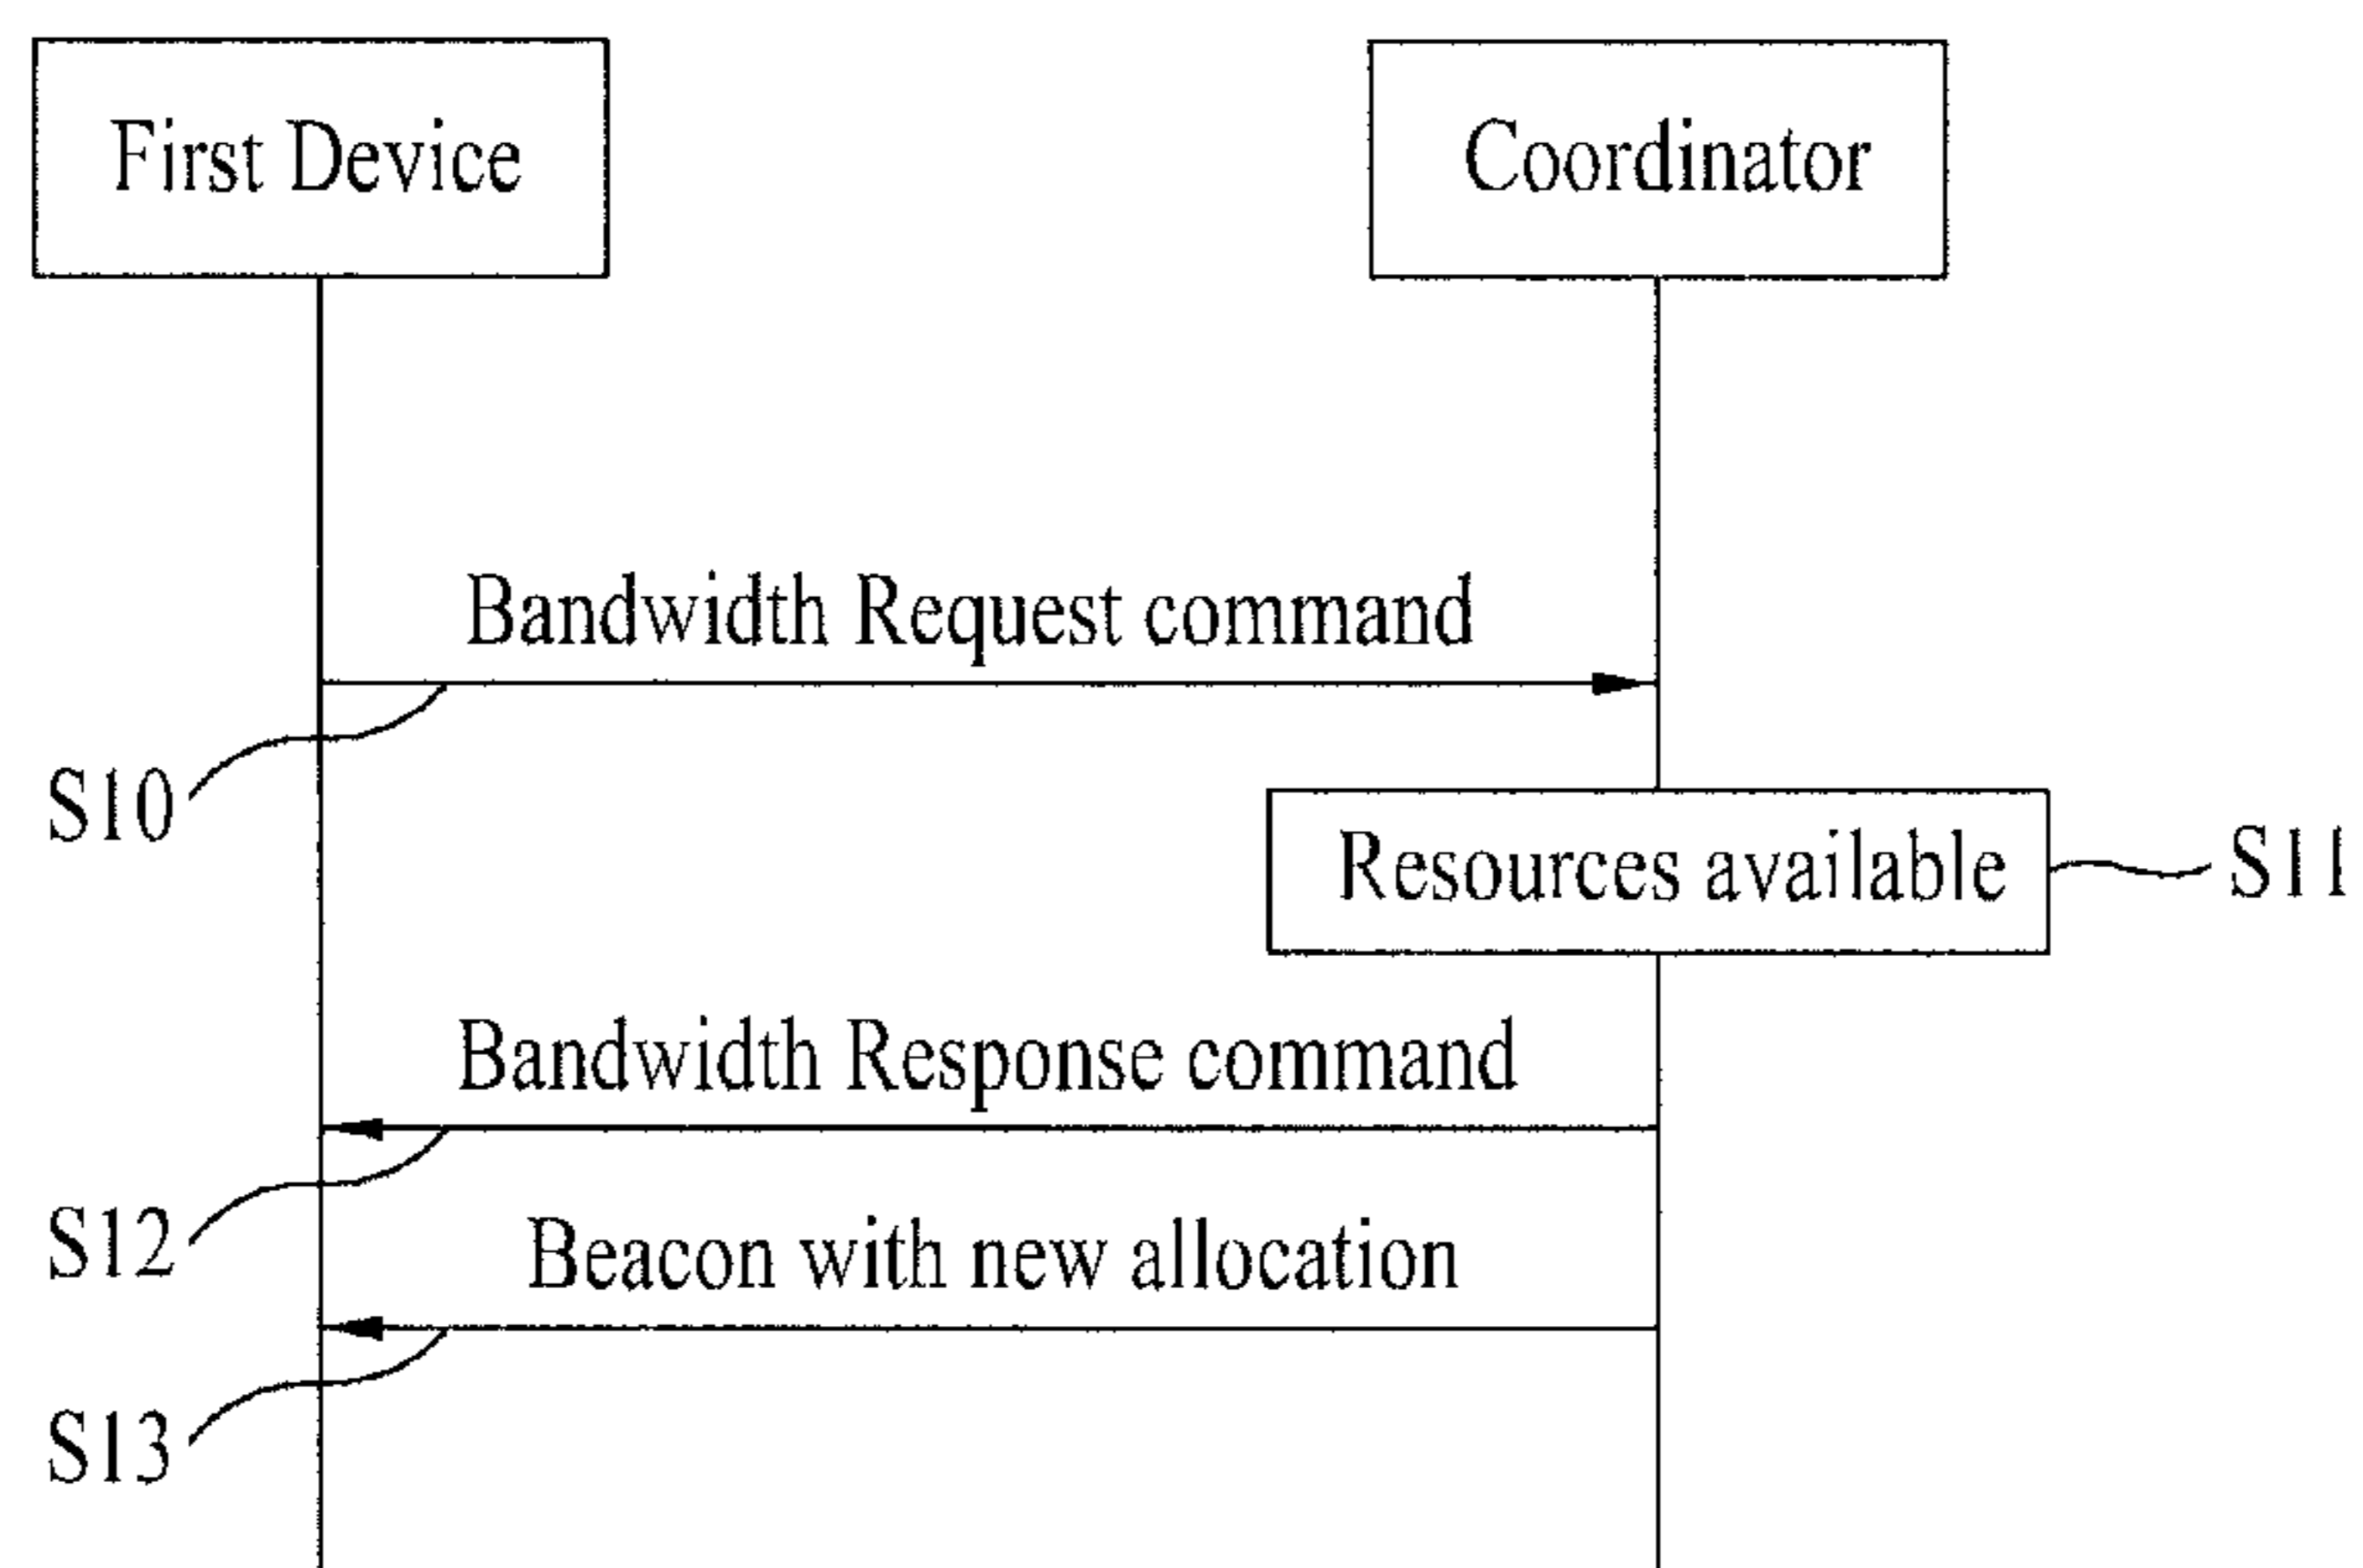 First Device
Coordinator
Bandwidth Request command
S10
Resources available
S11
Bandwidth Response command
S12
Beacon with new allocation
S13